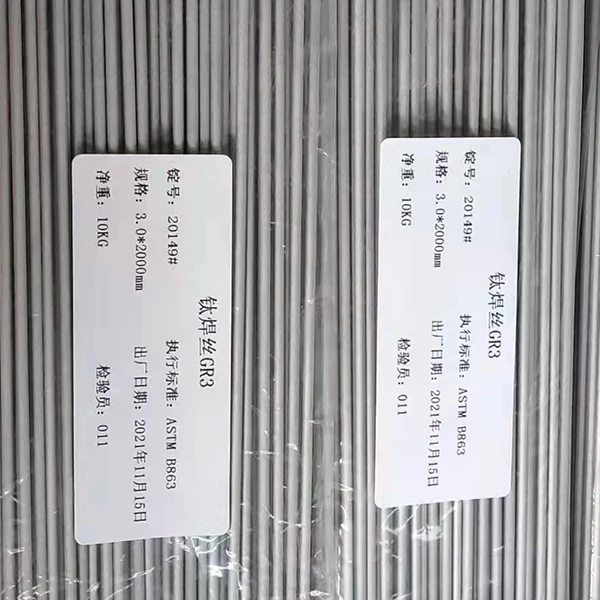 钛焊丝GR3
锭号：20149# 执行标准：ASTM B863
规格：3.0*2000mm 出厂日期：2021年11月15日
净重：10KG 检验员：011
钛焊丝GR3
锭号：20149# 执行标准：ASTM B863
规格：3.0*2000mm 出厂日期：2021年11月15日
净重：10KG 检验员：011